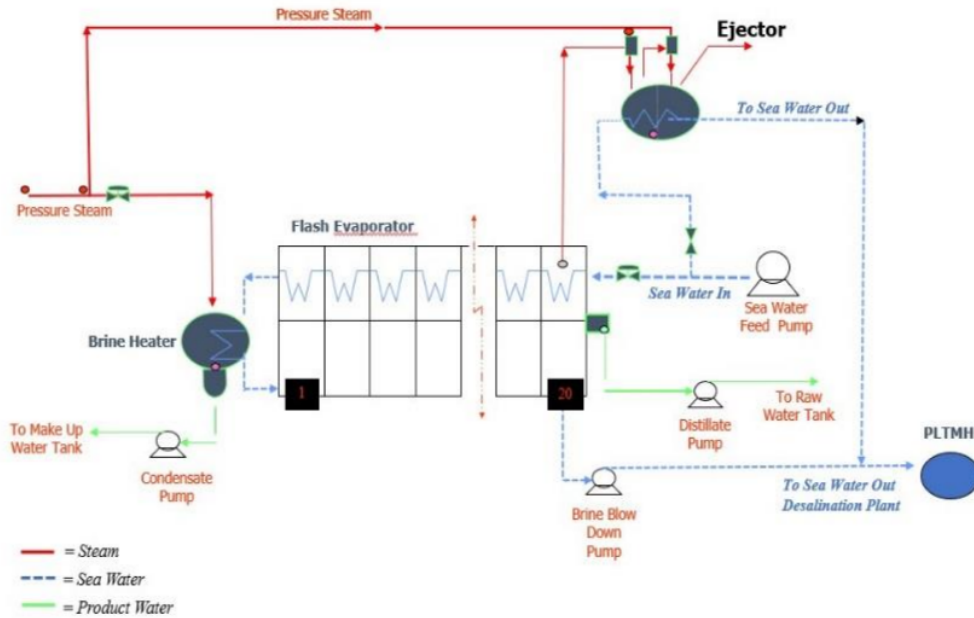 Pressure Steam
Ejector
To Sea Water Out
Pressure Steam
Flash Evaporator
Sea Water In
Sea Water
Feed Pump
Brine Heater
1
20
To Raw
Water Tank
Distillate
Pump
To Make Up
Water Tank
Condensate
Pump
PLTMH
To Sea Water Out
Desalination Plant
Brine Blow
Down
Pump
= Steam
= Sea Water
= Product Water